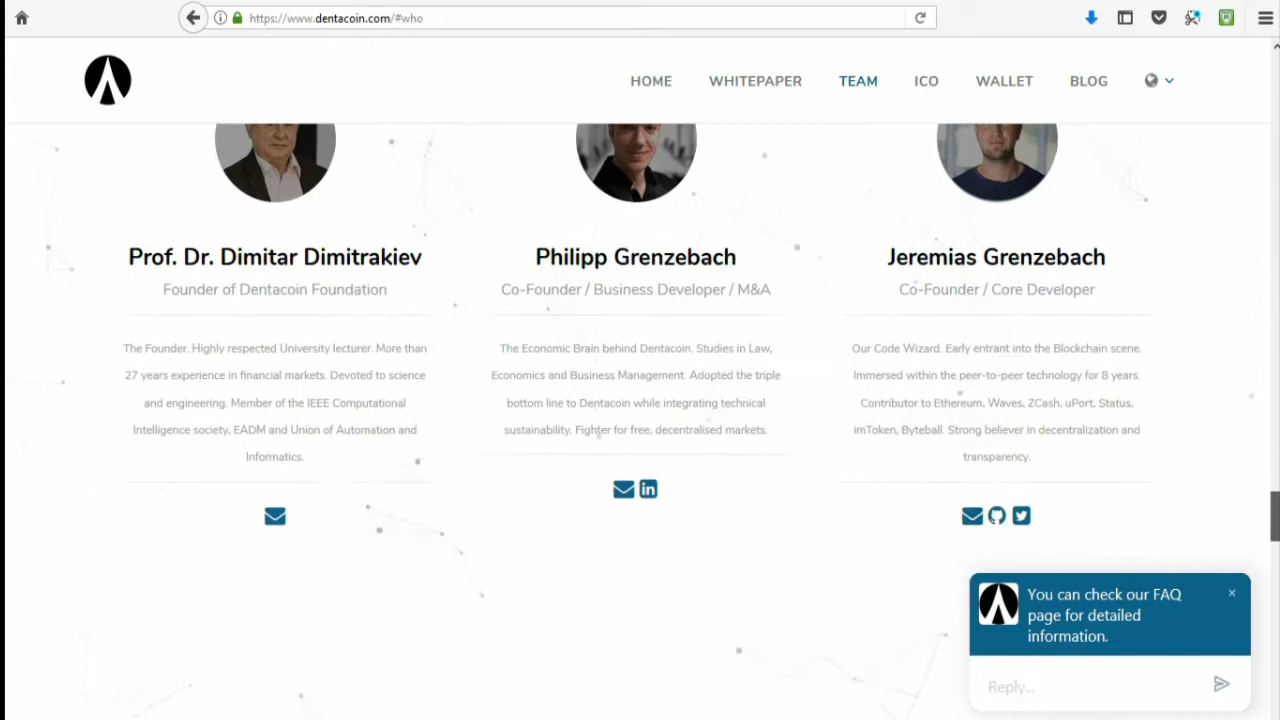 https://www.dentacoin.com/#who
HOME WHITEPAPER TEAM ICO WALLET BLOG
Prof. Dr. Dimitar Dimitrakiev
Founder of Dentacoin Foundation
The Founder. Highly respected University lecturer. More than
27 years experience in financial markets. Devoted to science
and engineering. Member of the IEEE Computational
Intelligence society, EADM and Union of Automation and
Informatics.
Philipp Grenzebach
Co-Founder / Business Developer / M&A
The Economic Brain behind Dentacoin. Studies in Law,
Economics and Business Management. Adopted the triple
bottom line to Dentacoin while integrating technical
sustainability. Fighter for free, decentralised markets.
Jeremias Grenzebach
Co-Founder / Core Developer
Our Code Wizard. Early entrant into the Blockchain scene.
Immersed within the peer-to-peer technology for 8 years.
Contributor to Ethereum, Waves, ZCash, uPort, Status,
imToken, Byteball. Strong believer in decentralization and
transparency.
You can check our FAQ
page for detailed
information.
Reply...